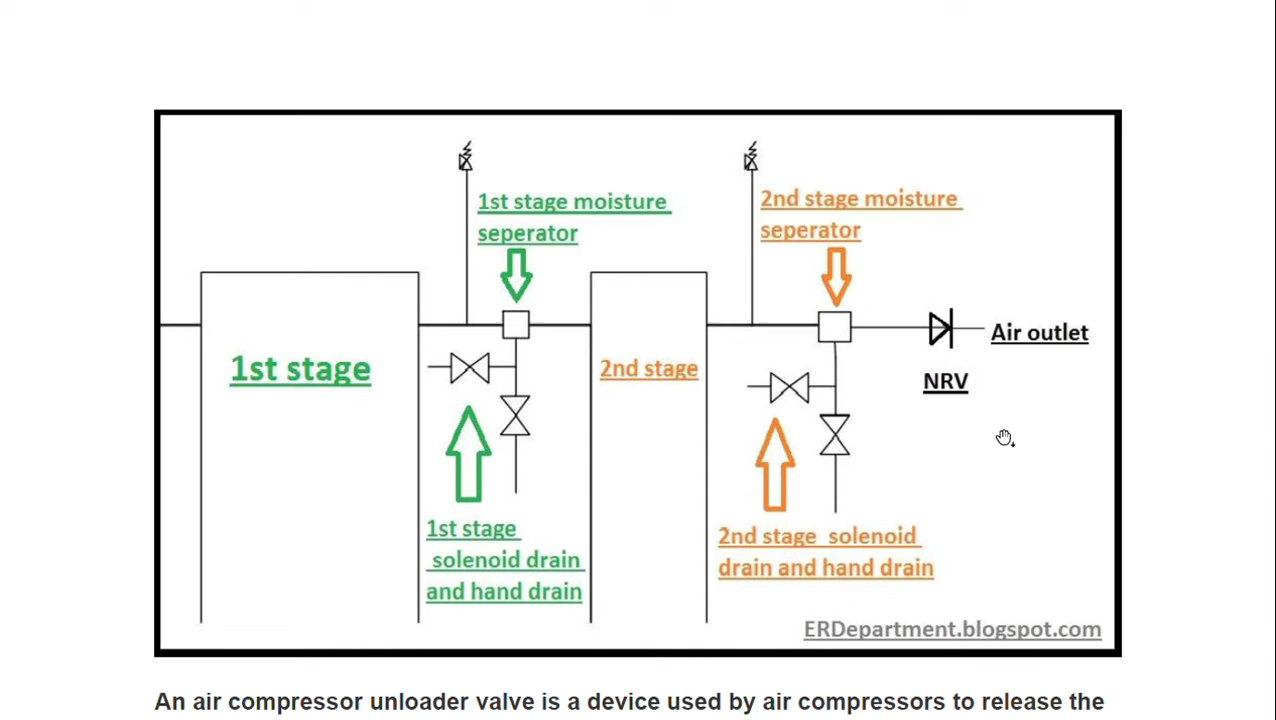 1st stage moisture
seperator
2nd stage moisture
seperator
1st stage
2nd stage
Air outlet
NRV
1st stage
solenoid drain
and hand drain
2nd stage solenoid
drain and hand drain
ERDepartment.blogspot.com
An air compressor unloader valve is a device used by air compressors to release the